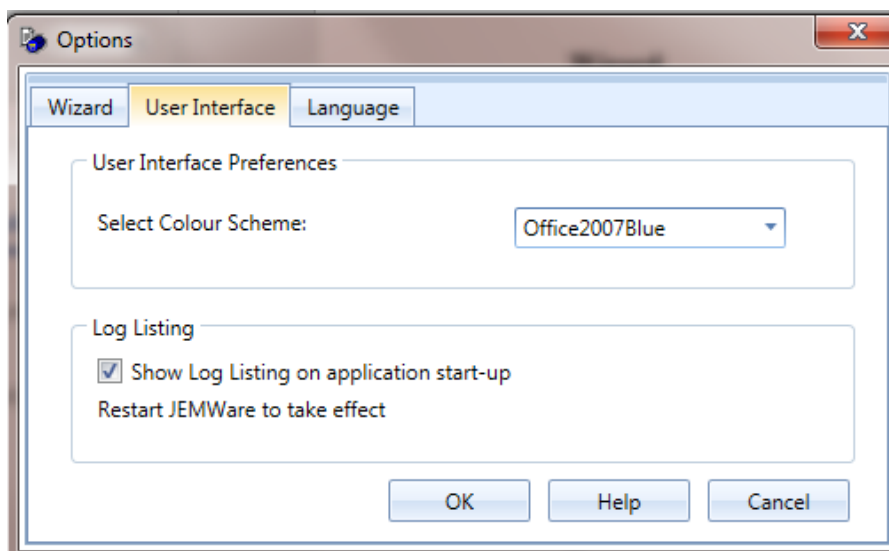 Options
Wizard User Interface Language
User Interface Preferences
Select Colour Scheme: Office2007Blue
Log Listing
Show Log Listing on application start-up
Restart JEMWare to take effect
OK Help Cancel